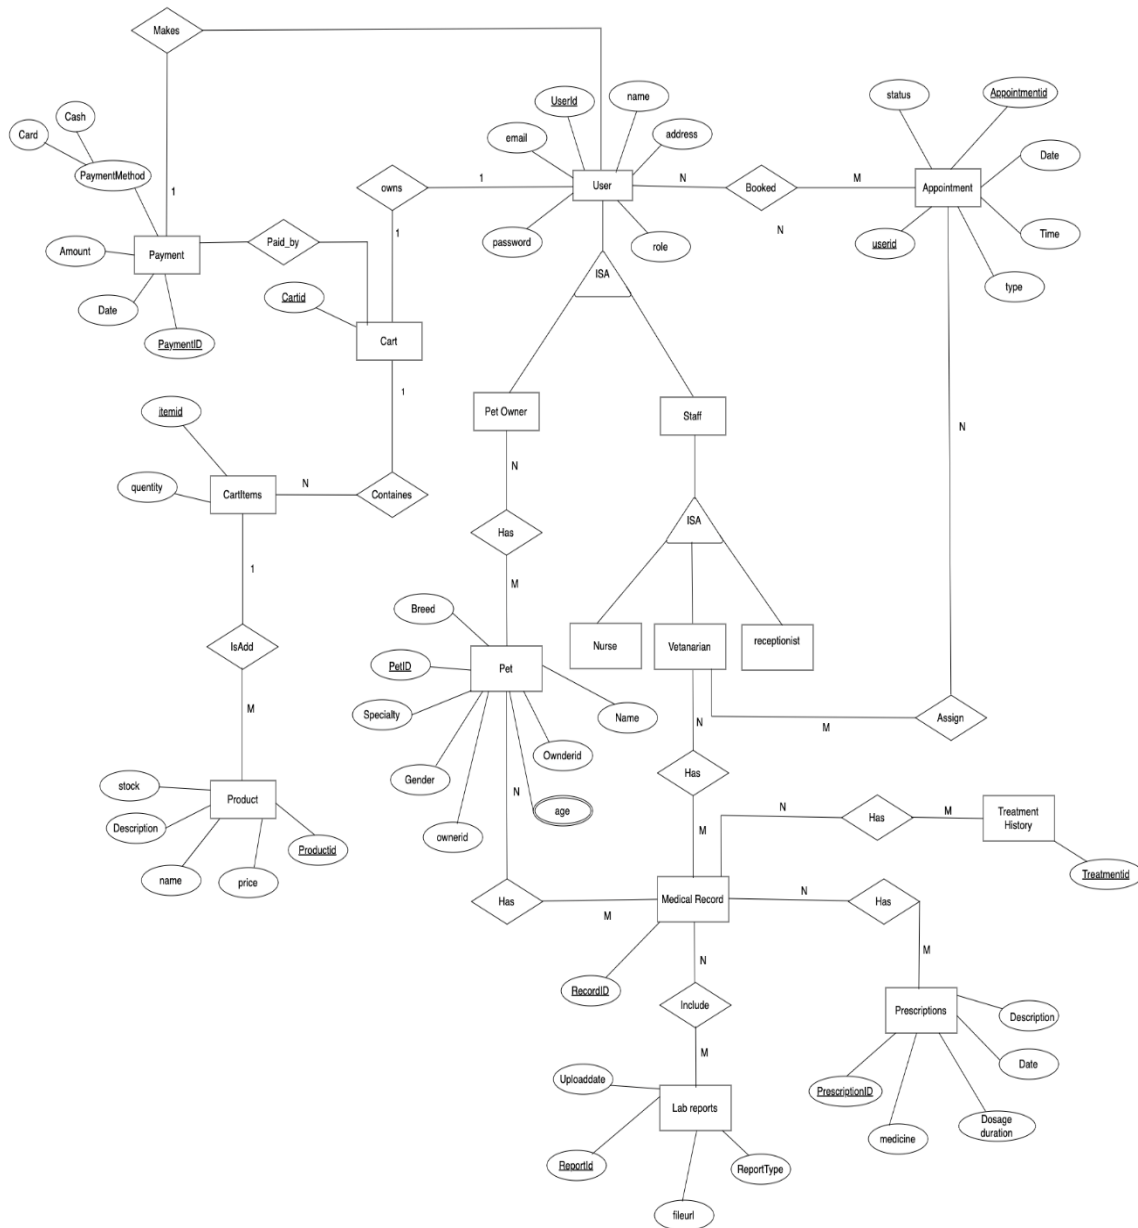 Makes
UserId
name
status
Appointmentid
Cash
Card
email
address
Date
PaymentMethod
owns
1
User
N
Booked
M
Appointment
1
Paid_by
password
role
N
userid
Time
Amount
Payment
1
ISA
type
Date
Cartid
PaymentID
Cart
1
Pet Owner
Staff
itemid
N
N
quentity
CartItems
N
Containes
ISA
Has
1
M
Breed
Nurse
Vetanarian
receptionist
IsAdd
PetID
Pet
M
Specialty
Name
N
M
Assign
Ownderid
Gender
Has
stock
N
age
Product
N
M
Treatment
History
Description
ownerid
Has
Productid
M
name
price
Treatmentid
Has
M
Medical Record
N
Has
M
RecordID
N
Include
Prescriptions
Description
M
Date
Uploaddate
PrescriptionID
Lab reports
Dosage
duration
medicine
ReportId
ReportType
fileurl